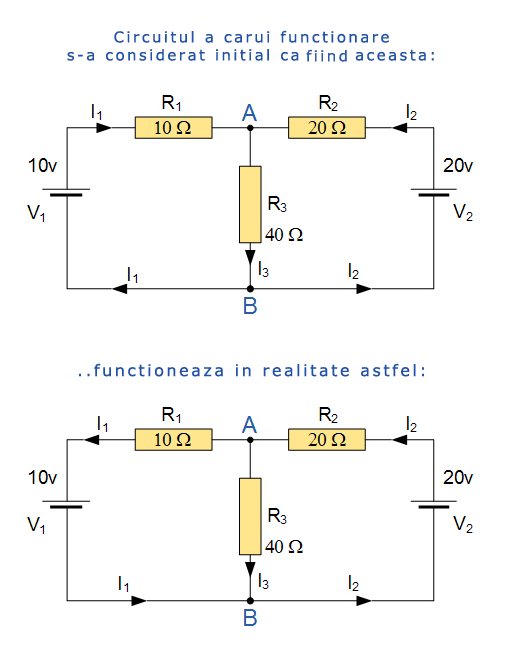 Circuitul a carui functionare
s-a considerat initial ca fiind aceasta:
I1 R1 A R2 I2
10 Ω 20 Ω
10v 20v
V1 R3 V2
40 Ω
I1 I3 I2
B
..functioneaza in realitate astfel:
I1 R1 A R2 I2
10 Ω 20 Ω
10v 20v
V1 R3 V2
40 Ω
I1 I3 I2
B